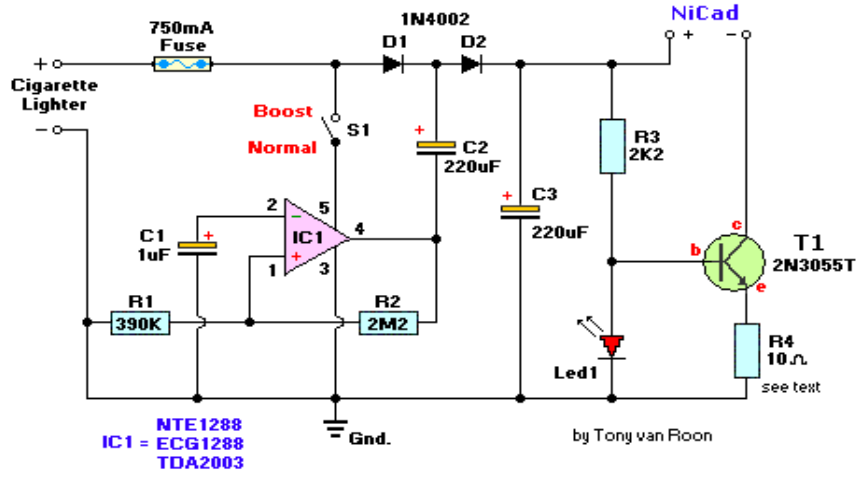 1N4002
NiCad
750mA
Fuse
D1
D2
+ -
+
Cigarette
Lighter
-
Boost
S1
Normal
+
C2
220uF
R3
2K2
+
C3
220uF
2
-
5
IC1
4
+
1
3
C1
+
1uF
c
b
e
T1
2N3055T
R1
390K
R2
2M2
Led1
R4
10Ω
see text
Gnd.
NTE1288
IC1 = ECG1288
TDA2003
by Tony van Roon